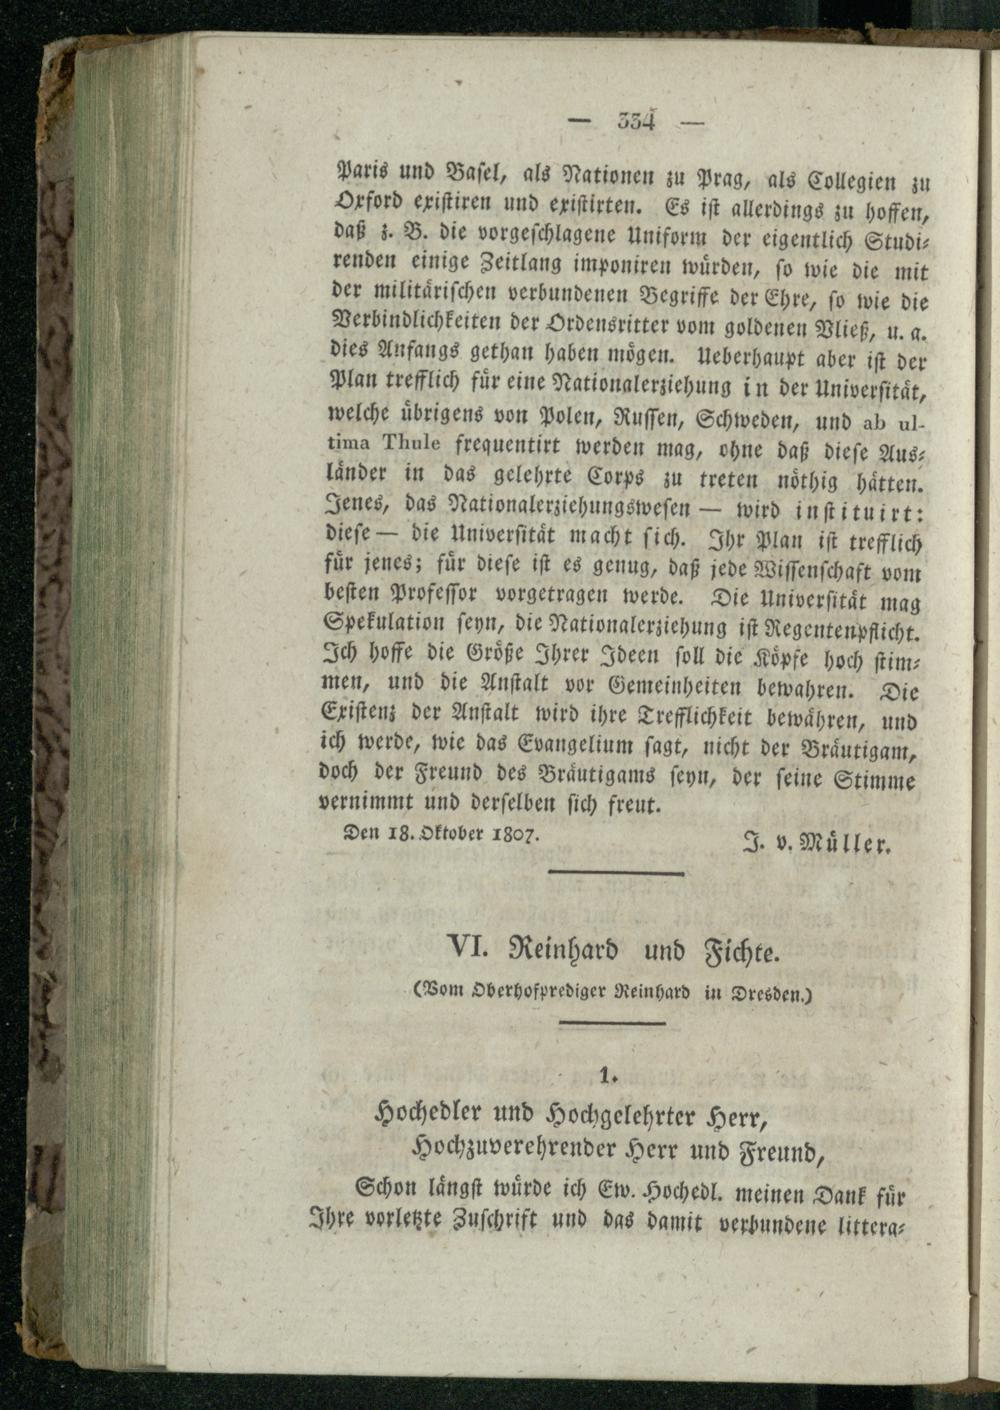 — 334 —
Paris und Basel, als Nationen zu Prag, als Collegien zu
Oxford existiren und existirten. Es ist allerdings zu hoffen,
daß z. B. die vorgeschlagene Uniform der eigentlich Studi-
renden einige Zeitlang imponiren würden, so wie die mit
der militärischen verbundenen Begriffe der Ehre, so wie die
Verbindlichkeiten der Ordensritter vom goldenen Vließ, u. a.
dies Anfangs gethan haben mögen. Ueberhaupt aber ist der
Plan trefflich für eine Nationalerziehung in der Universität,
welche übrigens von Polen, Russen, Schweden, und ab ul-
tima Thule frequentirt werden mag, ohne daß diese Aus-
länder in das gelehrte Corps zu treten nöthig hätten.
Jenes, das Nationalerziehungswesen — wird instituirt:
diese — die Universität macht sich. Ihr Plan ist trefflich
für jenes; für diese ist es genug, daß jede Wissenschaft vom
besten Professor vorgetragen werde. Die Universität mag
Spekulation seyn, die Nationalerziehung ist Regentenpflicht.
Ich hoffe die Größe Ihrer Ideen soll die Köpfe hoch stim-
men, und die Anstalt vor Gemeinheiten bewahren. Die
Existenz der Anstalt wird ihre Trefflichkeit bewähren, und
ich werde, wie das Evangelium sagt, nicht der Bräutigam,
doch der Freund des Bräutigams seyn, der seine Stimme
vernimmt und derselben sich freut.
Den 18. Oktober 1807.
J. v. Müller.
VI. Reinhard und Fichte.
(Vom Oberhofprediger Reinhard in Dresden.)
1.
Hochedler und Hochgelehrter Herr,
Hochzuverehrender Herr und Freund,
Schon längst würde ich Ew. Hochedl. meinen Dank für
Ihre vorletzte Zuschrift und das damit verbundene littera-